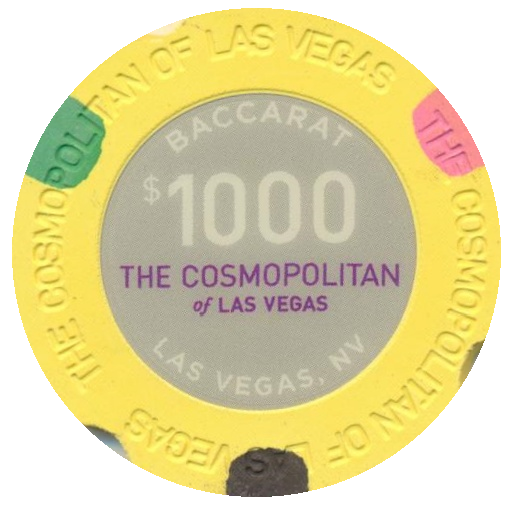 THE COSMOPOLITAN OF LAS VEGAS
THE COSMOPOLITAN OF LAS VEGAS
BACCARAT
$1000
THE COSMOPOLITAN
of LAS VEGAS
LAS VEGAS, NV